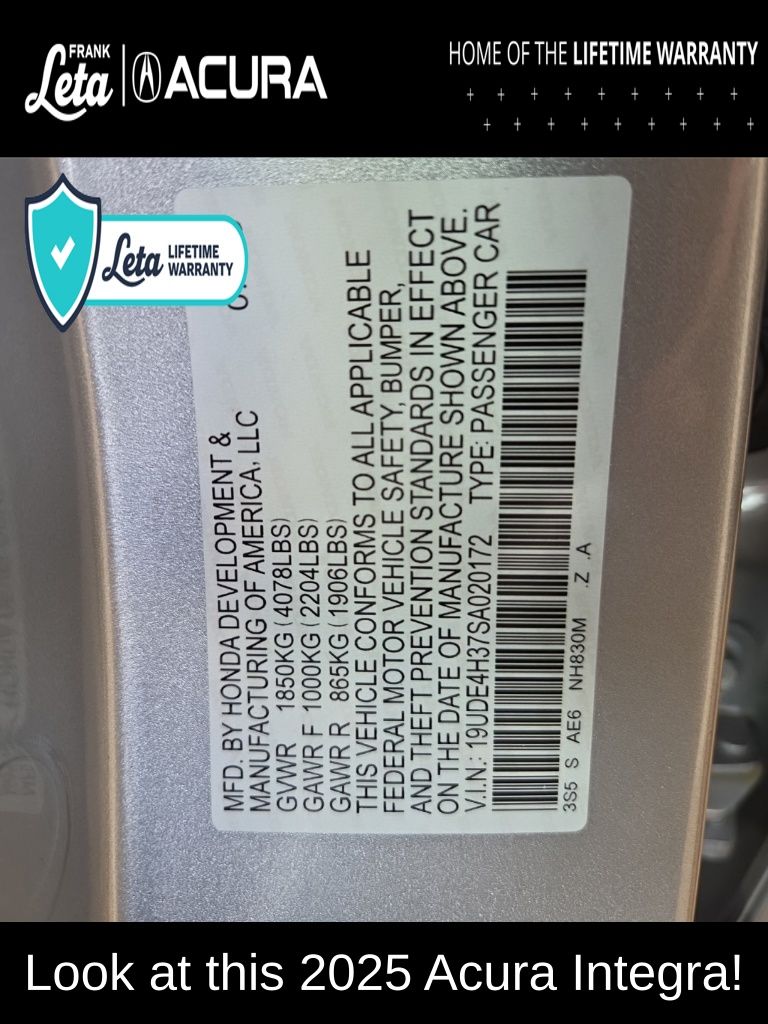 FRANK
Leta
ACURA
HOME OF THE LIFETIME WARRANTY
Leta
LIFETIME
WARRANTY
MFD. BY HONDA DEVELOPMENT &
MANUFACTURING OF AMERICA, LLC
GVWR 1850KG ( 4078LBS)
GAWR F 1000KG ( 2204LBS)
GAWR R 865KG ( 1906LBS)
THIS VEHICLE CONFORMS TO ALL APPLICABLE
FEDERAL MOTOR VEHICLE SAFETY, BUMPER,
AND THEFT PREVENTION STANDARDS IN EFFECT
ON THE DATE OF MANUFACTURE SHOWN ABOVE.
V.I.N.: 19UDE4H37SA020172 TYPE: PASSENGER CAR
3S5 S AE6 NH830M .Z .A
Look at this 2025 Acura Integra!